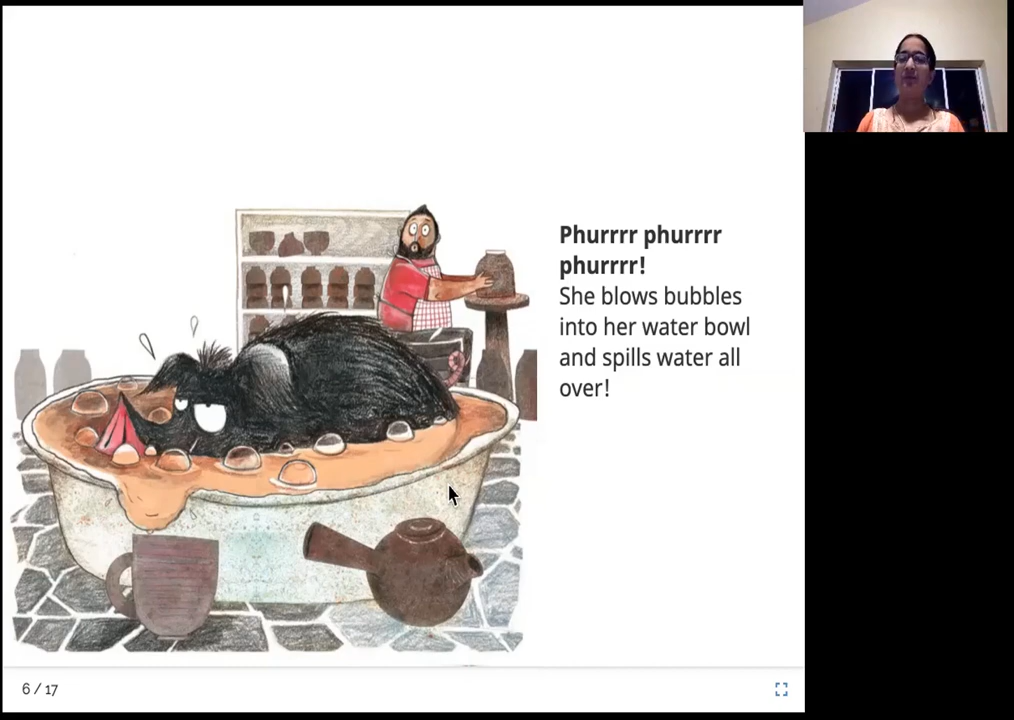 Phurrrr phurrrr
phurrrr!
She blows bubbles
into her water bowl
and spills water all
over!
6 / 17